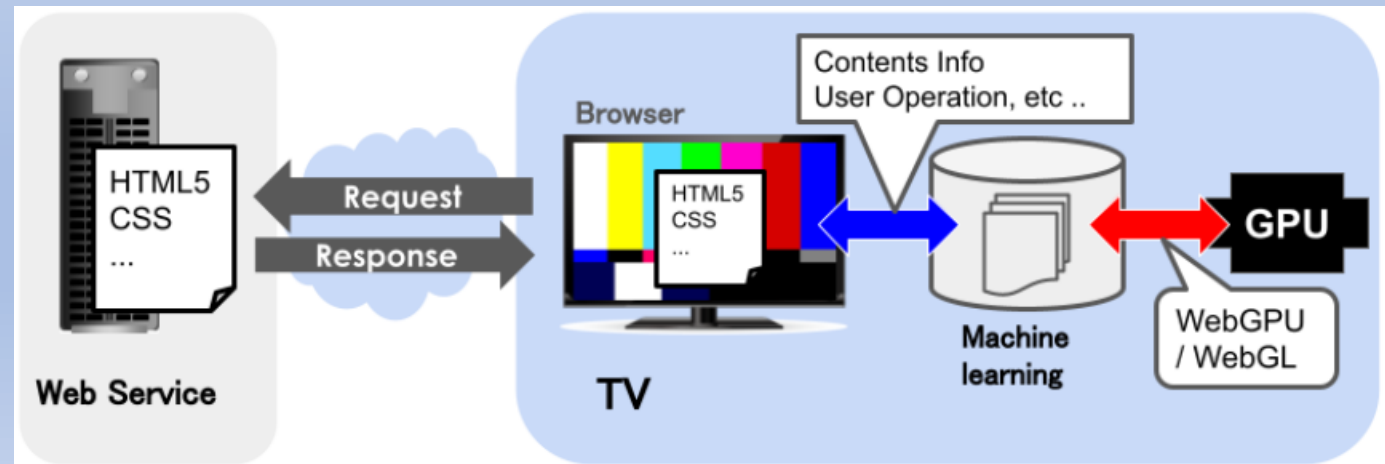 HTML5
CSS
...
Web Service
Request
Response
Browser
HTML5
CSS
...
TV
Contents Info
User Operation, etc ..
Machine
learning
GPU
WebGPU
/ WebGL